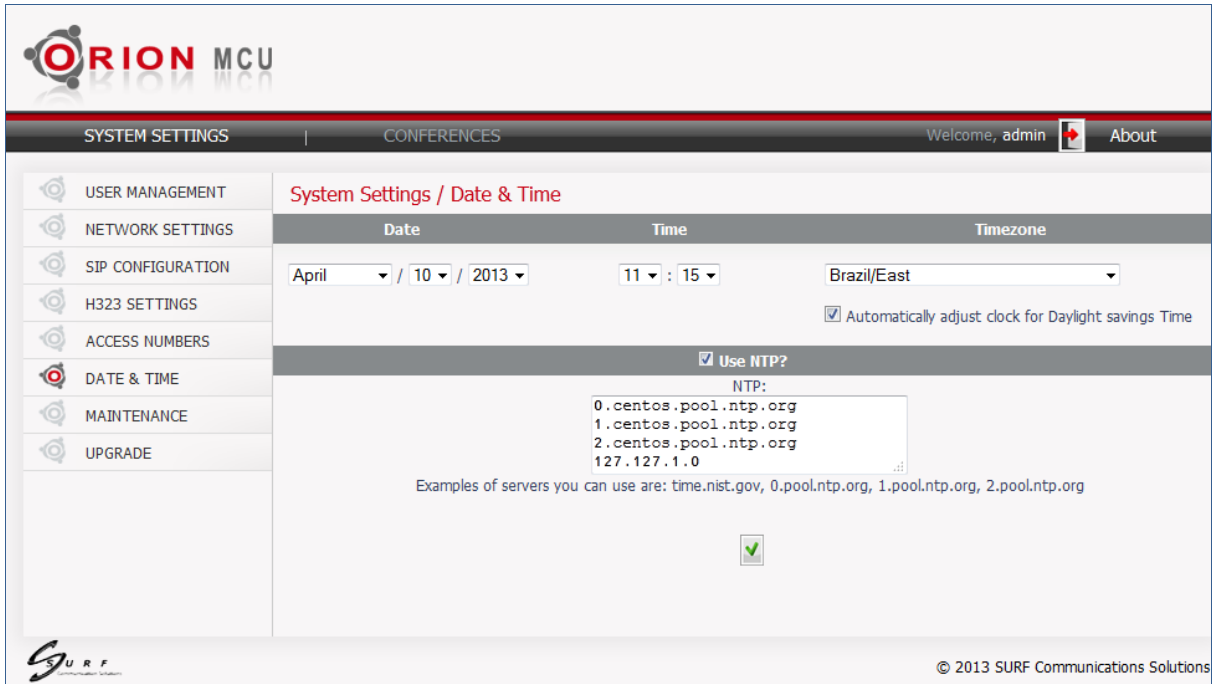 ORION MCU
SYSTEM SETTINGS | CONFERENCES Welcome, admin About
USER MANAGEMENT
NETWORK SETTINGS
SIP CONFIGURATION
H323 SETTINGS
ACCESS NUMBERS
DATE & TIME
MAINTENANCE
UPGRADE
System Settings / Date & Time
Date Time Timezone
April / 10 / 2013 11 : 15 Brazil/East
Automatically adjust clock for Daylight savings Time
Use NTP?
NTP:
0.centos.pool.ntp.org
1.centos.pool.ntp.org
2.centos.pool.ntp.org
127.127.1.0
Examples of servers you can use are: time.nist.gov, 0.pool.ntp.org, 1.pool.ntp.org, 2.pool.ntp.org
SURF
Communication Solutions
© 2013 SURF Communications Solutions